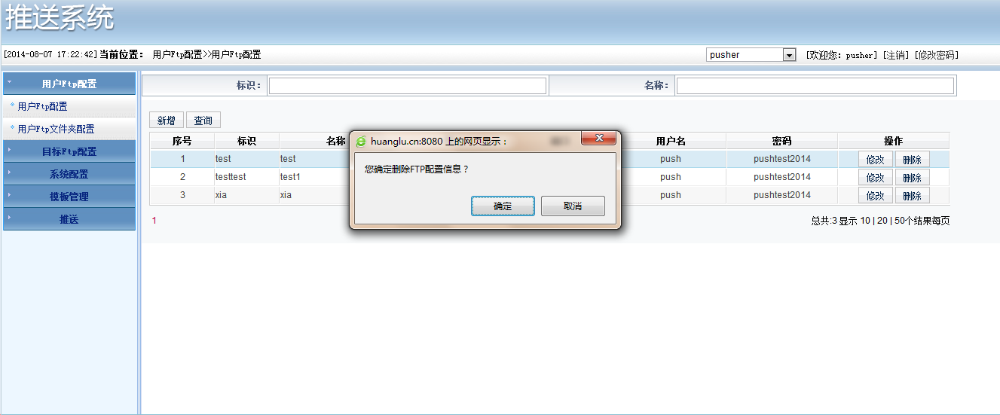 推送系统
[2014-08-07 17:22:42] 当前位置： 用户Ftp配置>>用户Ftp配置 pusher [欢迎您：pusher] [注销] [修改密码]
用户Ftp配置
用户Ftp配置
用户Ftp文件夹配置
目标Ftp配置
系统配置
模板管理
推送
标识： 名称：
新增 查询
序号 标识 名称 用户名 密码 操作
1 test test push pushtest2014 修改 删除
2 testtest test1 push pushtest2014 修改 删除
3 xia xia push pushtest2014 修改 删除
1 总共:3 显示 10 | 20 | 50个结果每页
huanglu.cn:8080 上的网页显示：
您确定删除FTP配置信息？
确定 取消